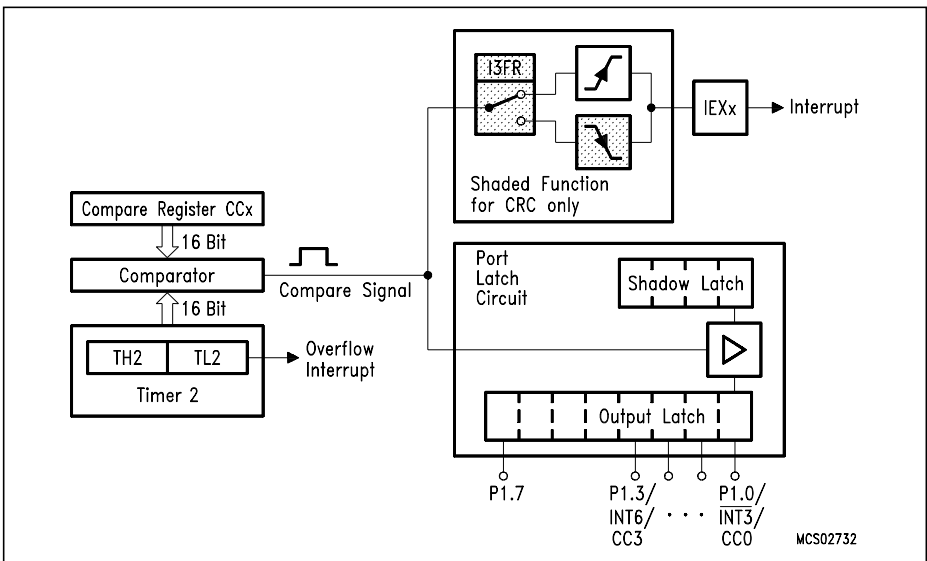 I3FR
IEXx
Interrupt
Shaded Function
for CRC only
Compare Register CCx
16 Bit
Comparator
Compare Signal
16 Bit
TH2
TL2
Timer 2
Overflow
Interrupt
Port
Latch
Circuit
Shadow Latch
Output Latch
P1.7
P1.3/
INT6/
CC3
· · ·
P1.0/
INT3/
CC0
MCS02732